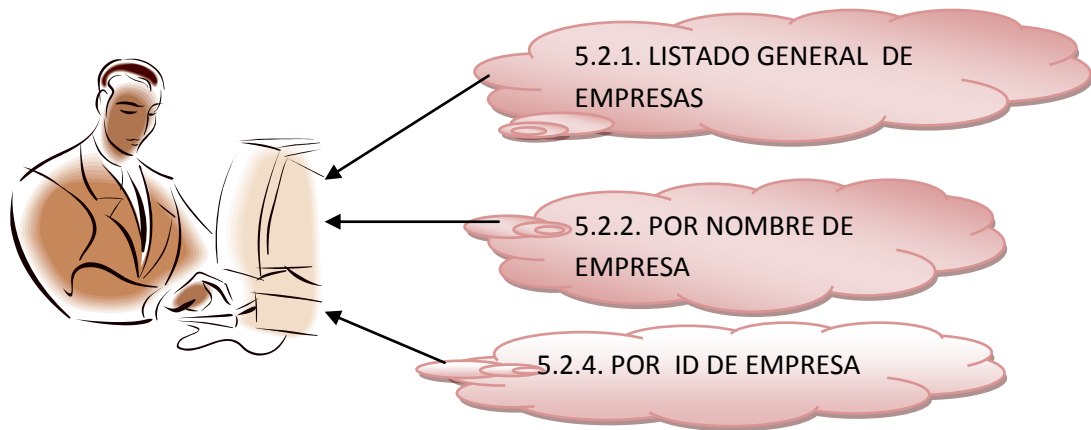 5.2.1. LISTADO GENERAL  DE
EMPRESAS
5.2.2. POR NOMBRE DE
EMPRESA
5.2.4. POR  ID DE EMPRESA